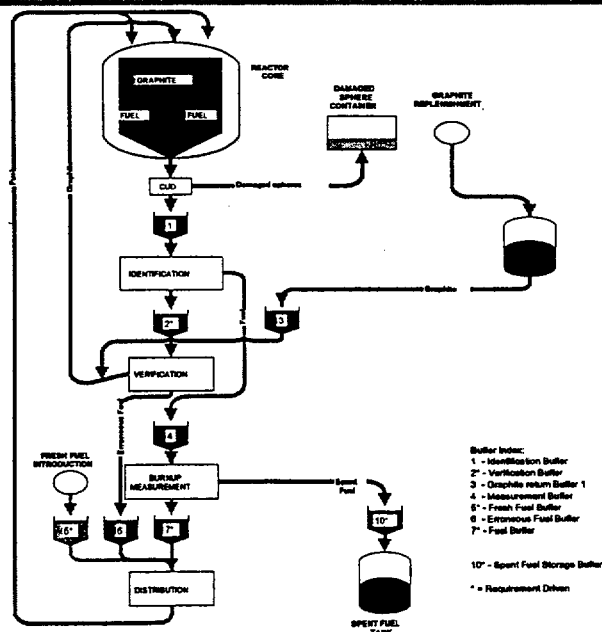 REACTOR
CORE
GRAPHITE
FUEL
FUEL
DAMAGED
SPHERE
CONTAINER
GRAPHITE
REPLENISHMENT
Fuel
Graphite
CUD
Damaged spheres
1
IDENTIFICATION
Graphite
Fuel
2*
3
VERIFICATION
Erroneous Fuel
4
FRESH FUEL
INTRODUCTION
BURNUP
MEASUREMENT
Spent
Fuel
5*
6
7*
10*
DISTRIBUTION
SPENT FUEL
TANK
Buffer Index:
1 - Identification Buffer
2* - Verification Buffer
3 - Graphite return Buffer 1
4 - Measurement Buffer
5* - Fresh Fuel Buffer
6 - Erroneous Fuel Buffer
7* - Fuel Buffer
10* - Spent Fuel Storage Buffer
* = Requirement Driven